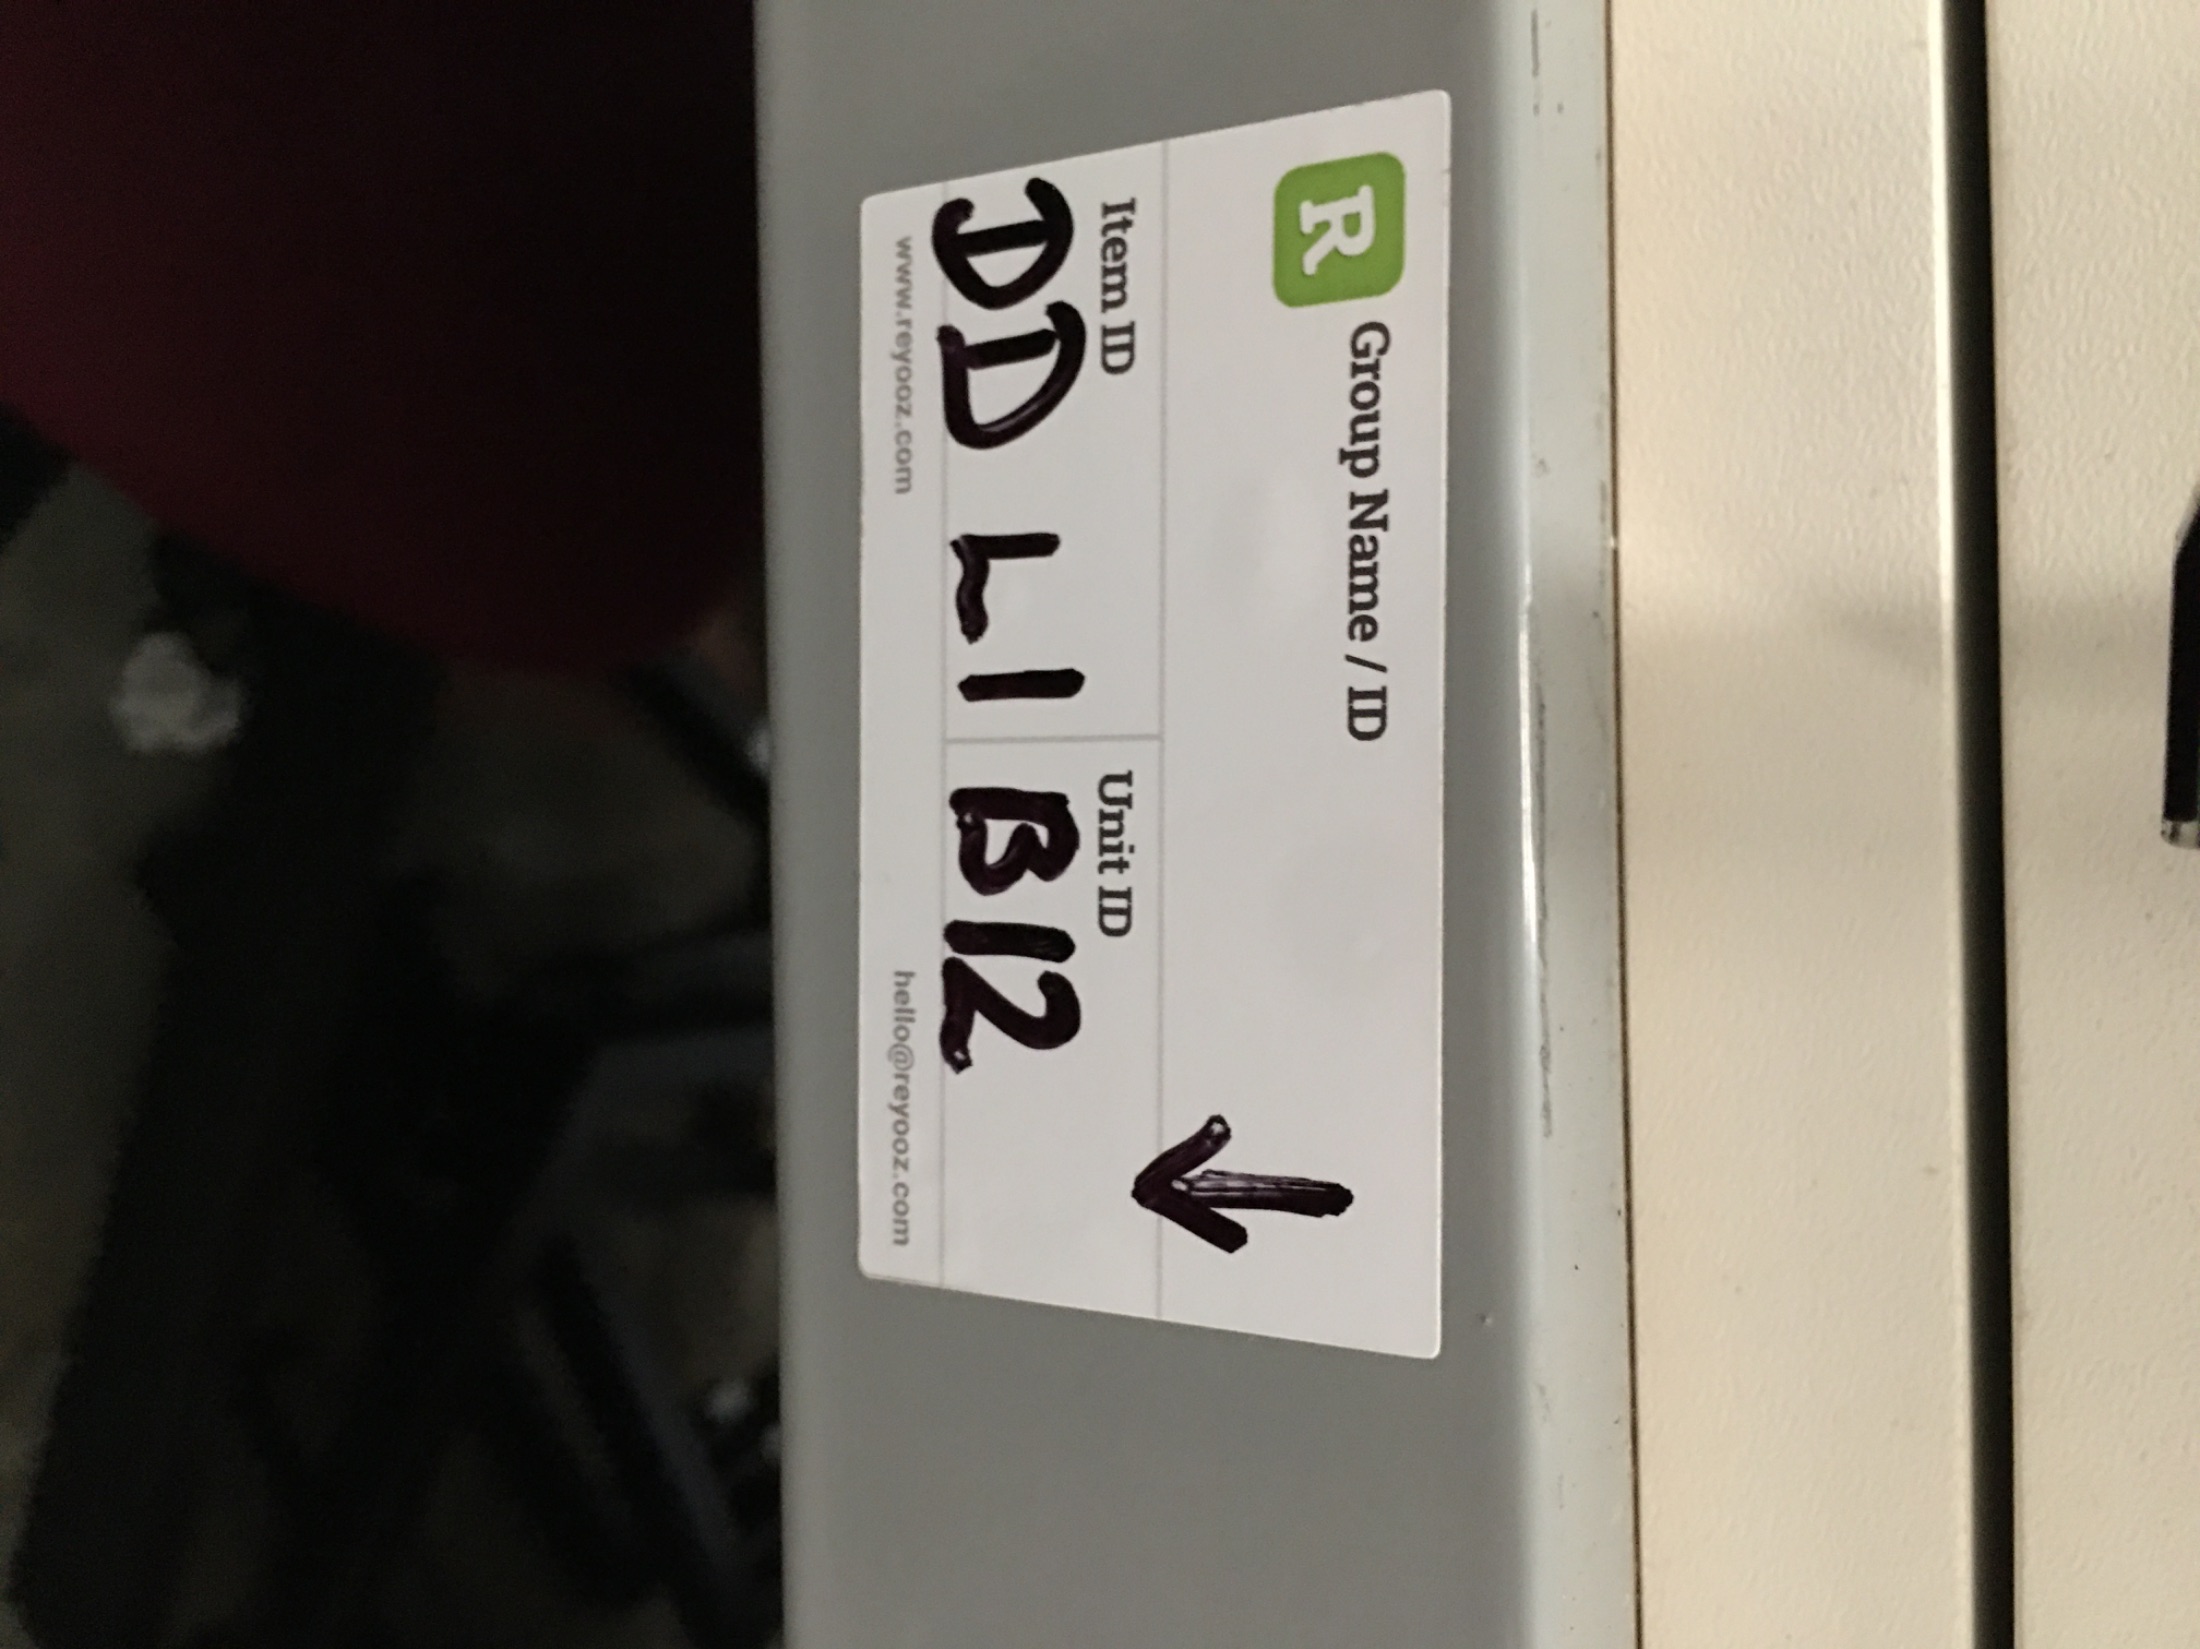 R Group Name / ID
Item ID Unit ID
DD L1 B12
www.reyooz.com hello@reyooz.com